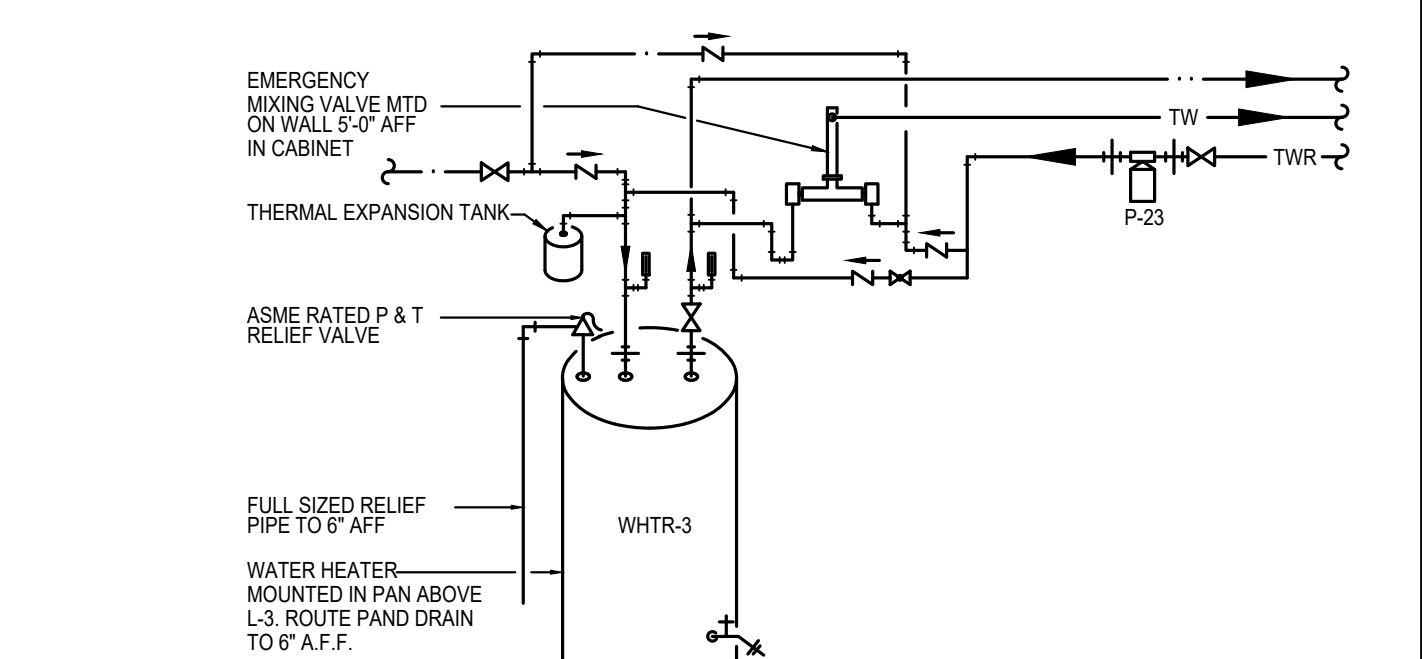 EMERGENCY
MIXING VALVE MTD
ON WALL 5'-0" AFF
IN CABINET
TW
TWR
P-23
THERMAL EXPANSION TANK
ASME RATED P & T
RELIEF VALVE
FULL SIZED RELIEF
PIPE TO 6" AFF
WHTR-3
WATER HEATER
MOUNTED IN PAN ABOVE
L-3. ROUTE PAND DRAIN
TO 6" A.F.F.